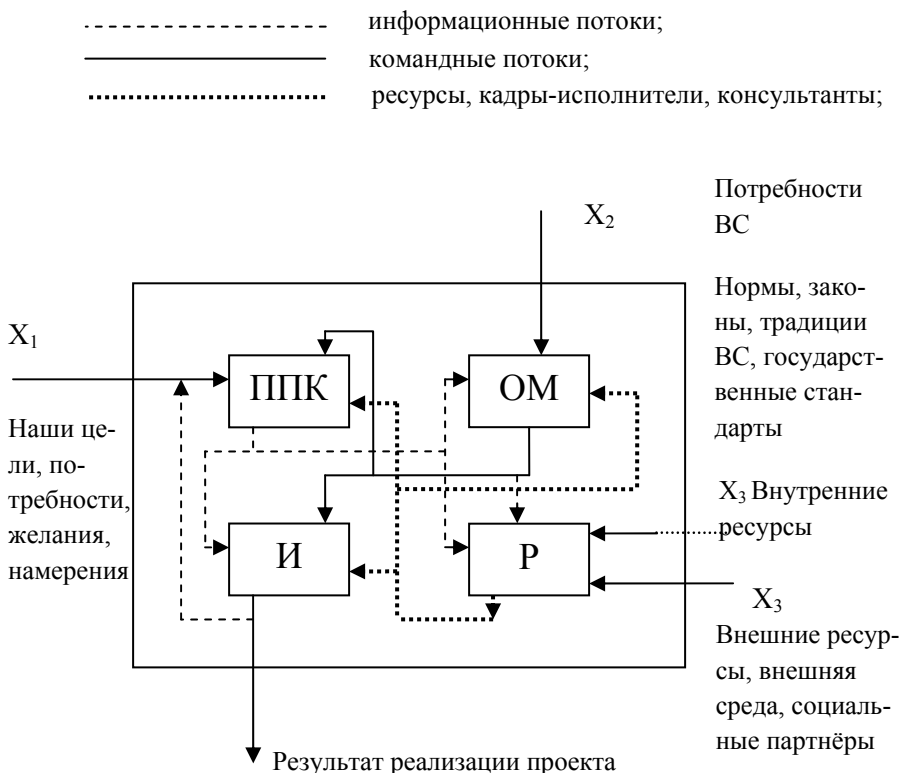 информационные потоки;
командные потоки;
ресурсы, кадры-исполнители, консультанты;
Потребности
ВС
X₂
Нормы, зако-
ны, традиции
ВС, государст-
венные стан-
дарты
X₁
ППК
ОМ
Наши це-
ли, по-
требности,
желания,
намерения
X₃ Внутренние
ресурсы
И
Р
X₃
Внешние ресур-
сы, внешняя
среда, социаль-
ные партнёры
Результат реализации проекта